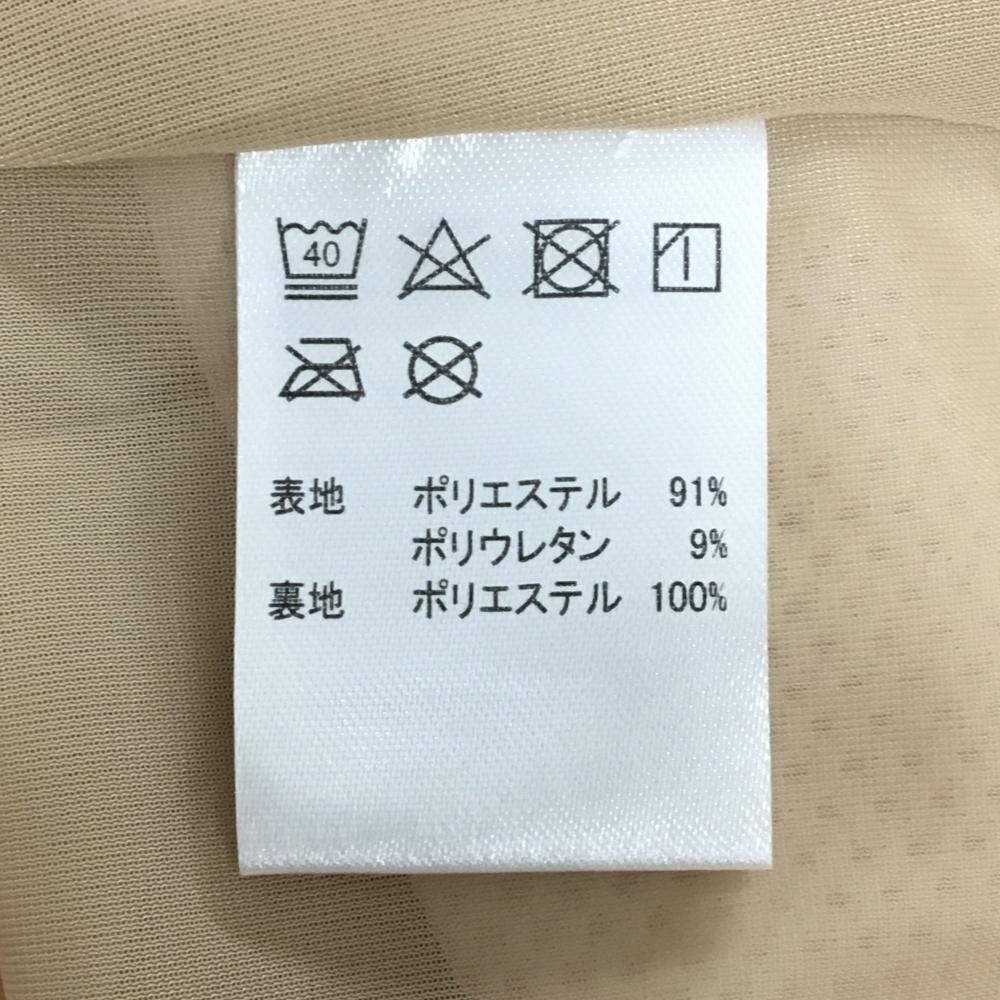 40
表地 ポリエステル 91%
ポリウレタン 9%
裏地 ポリエステル 100%